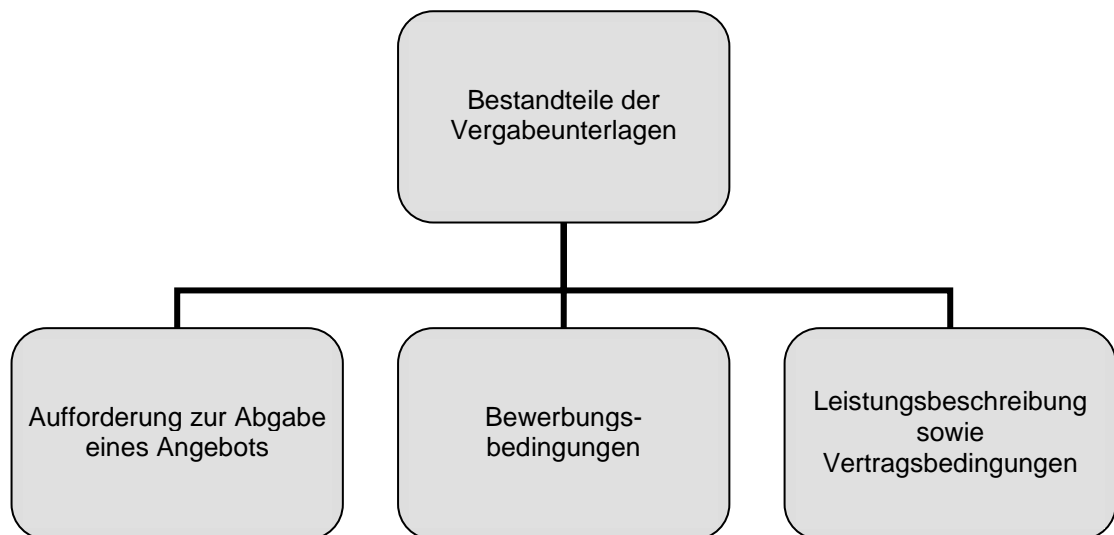 Bestandteile der
Vergabeunterlagen
Aufforderung zur Abgabe
eines Angebots
Bewerbungs-
bedingungen
Leistungsbeschreibung
sowie
Vertragsbedingungen